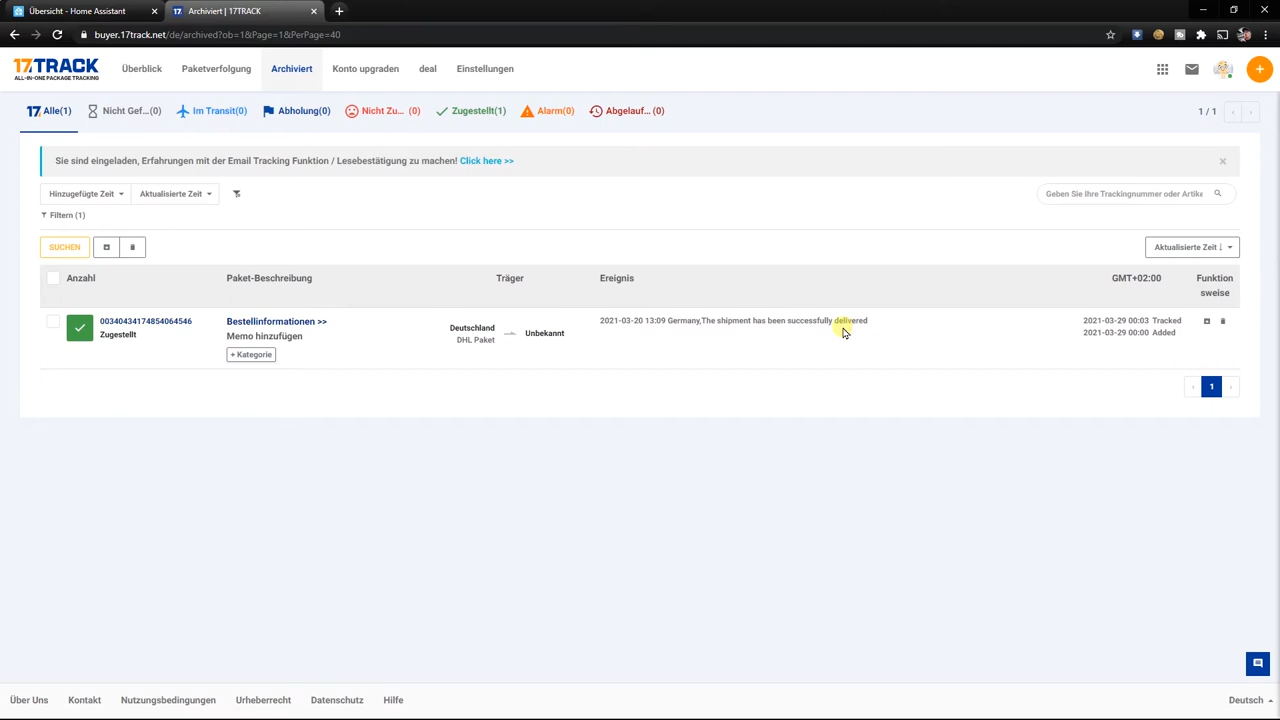 Übersicht - Home Assistant
17. Archiviert | 17TRACK
buyer.17track.net/de/archived?ob=1&Page=1&PerPage=40
17TRACK
ALL-IN-ONE PACKAGE TRACKING
Überblick
Paketverfolgung
Archiviert
Konto upgraden
deal
Einstellungen
17 Alle(1)
Nicht Gef...(0)
Im Transit(0)
Abholung(0)
Nicht Zu... (0)
Zugestellt(1)
Alarm(0)
Abgelauf... (0)
1 / 1
Sie sind eingeladen, Erfahrungen mit der Email Tracking Funktion / Lesebestätigung zu machen! Click here >>
Hinzugefügte Zeit
Aktualisierte Zeit
Geben Sie Ihre Trackingnummer oder Artike
Filtern (1)
SUCHEN
Aktualisierte Zeit ↓
Anzahl
Paket-Beschreibung
Träger
Ereignis
GMT+02:00
Funktion
sweise
00340434174854064546
Zugestellt
Bestellinformationen >>
Memo hinzufügen
+ Kategorie
Deutschland
DHL Paket
Unbekannt
2021-03-20 13:09 Germany,The shipment has been successfully delivered
2021-03-29 00:03 Tracked
2021-03-29 00:00 Added
1
Über Uns
Kontakt
Nutzungsbedingungen
Urheberrecht
Datenschutz
Hilfe
Deutsch